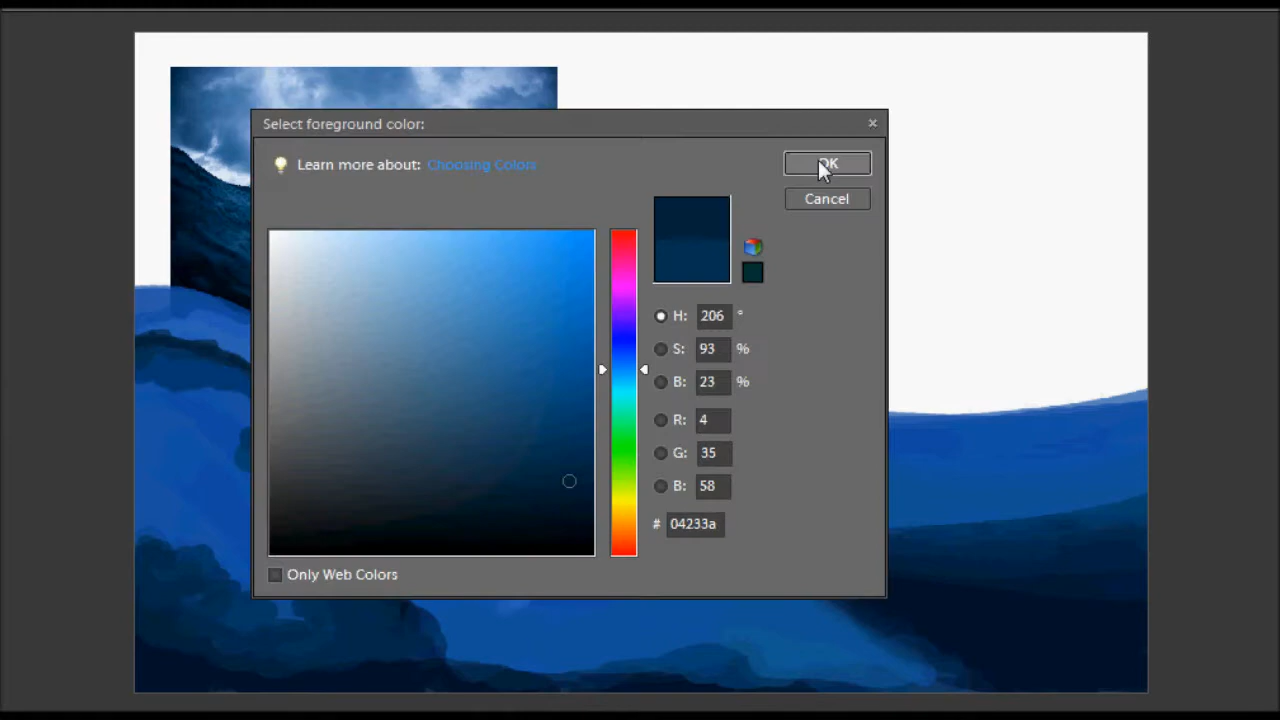 Select foreground color:
Learn more about: Choosing Colors
OK
Cancel
H: 206 °
S: 93 %
B: 23 %
R: 4
G: 35
B: 58
# 04233a
Only Web Colors